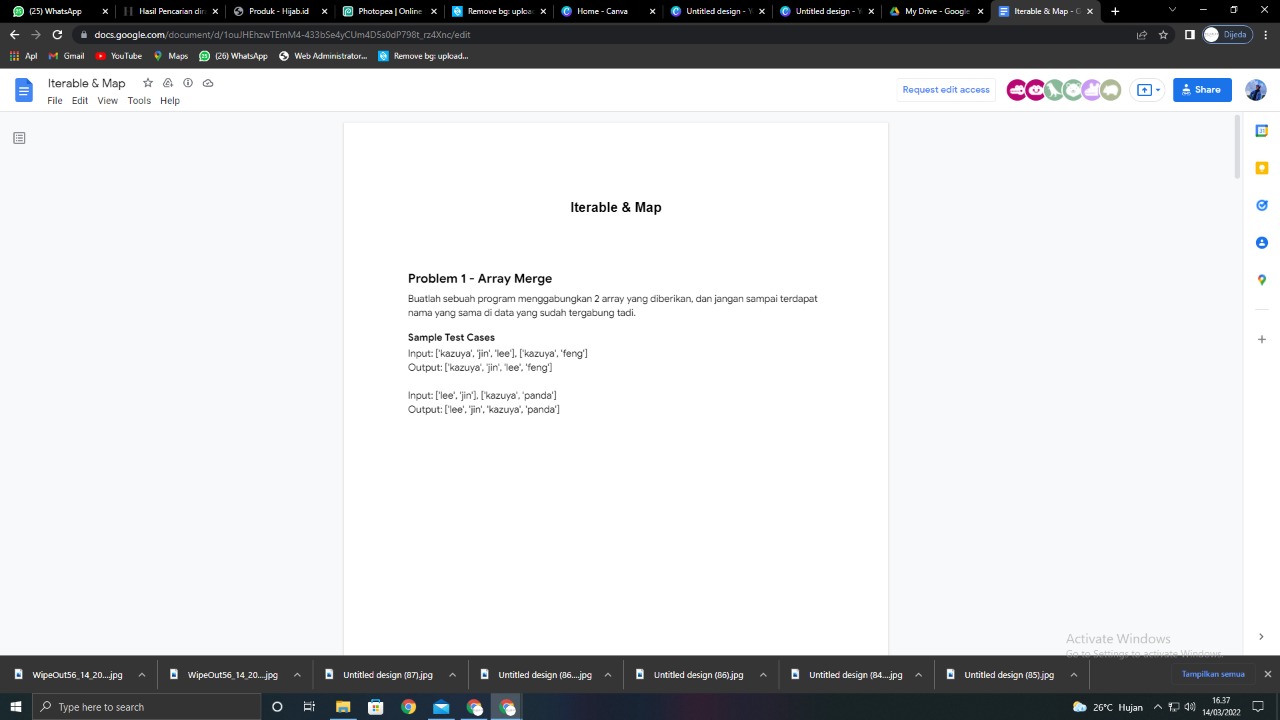 (25) WhatsApp
Hasil Pencarian din
Produk - Hijab.id
Photopea | Online
Remove bg: upload
Home - Canva
Untitled design - Y
Untitled design - Y
My Drive - Google
Iterable & Map - G
docs.google.com/document/d/1ouJHEhzwTEmM4-433bSe4yCUm4D5s0dP798t_rz4Xnc/edit
Dijeda
Apl
Gmail
YouTube
Maps
(26) WhatsApp
Web Administrator...
Remove bg: upload...
Iterable & Map
File Edit View Tools Help
Request edit access
Share
Iterable & Map
Problem 1 - Array Merge
Buatlah sebuah program menggabungkan 2 array yang diberikan, dan jangan sampai terdapat
nama yang sama di data yang sudah tergabung tadi.
Sample Test Cases
Input: ['kazuya', 'jin', 'lee'], ['kazuya', 'feng']
Output: ['kazuya', 'jin', 'lee', 'feng']
Input: ['lee', 'jin'], ['kazuya', 'panda']
Output: ['lee', 'jin', 'kazuya', 'panda']
Activate Windows
Go to Settings to activate Windows.
WipeOut56_14_20....jpg
WipeOut56_14_20....jpg
Untitled design (87).jpg
Untitled design (86....jpg
Untitled design (86).jpg
Untitled design (84....jpg
Untitled design (85).jpg
Tampilkan semua
Type here to search
26°C Hujan
16.37
14/03/2022